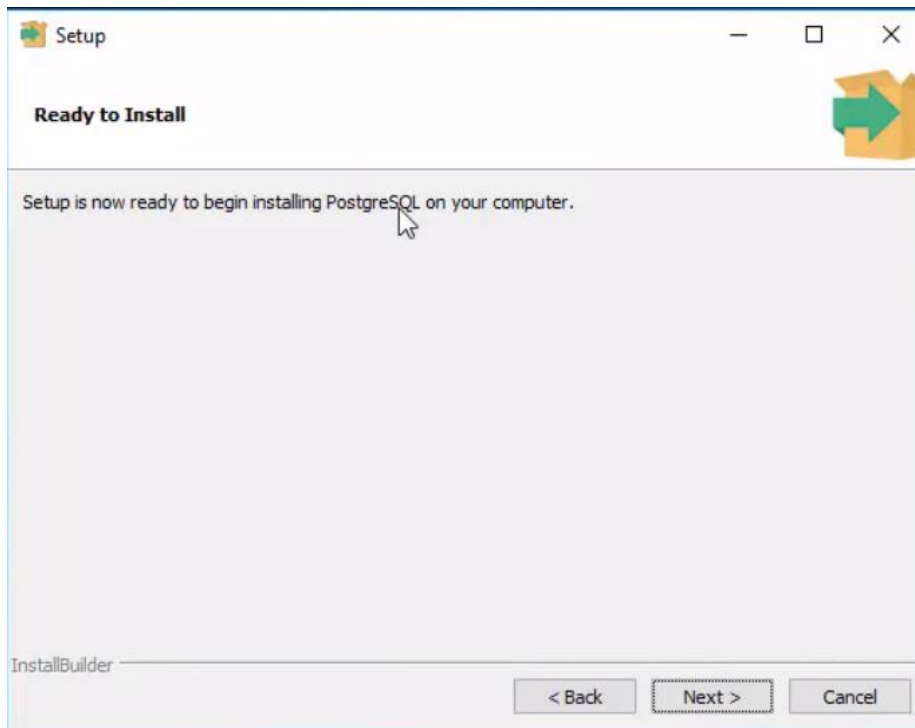 Setup
Ready to Install
Setup is now ready to begin installing PostgreSQL on your computer.
InstallBuilder
< Back
Next >
Cancel